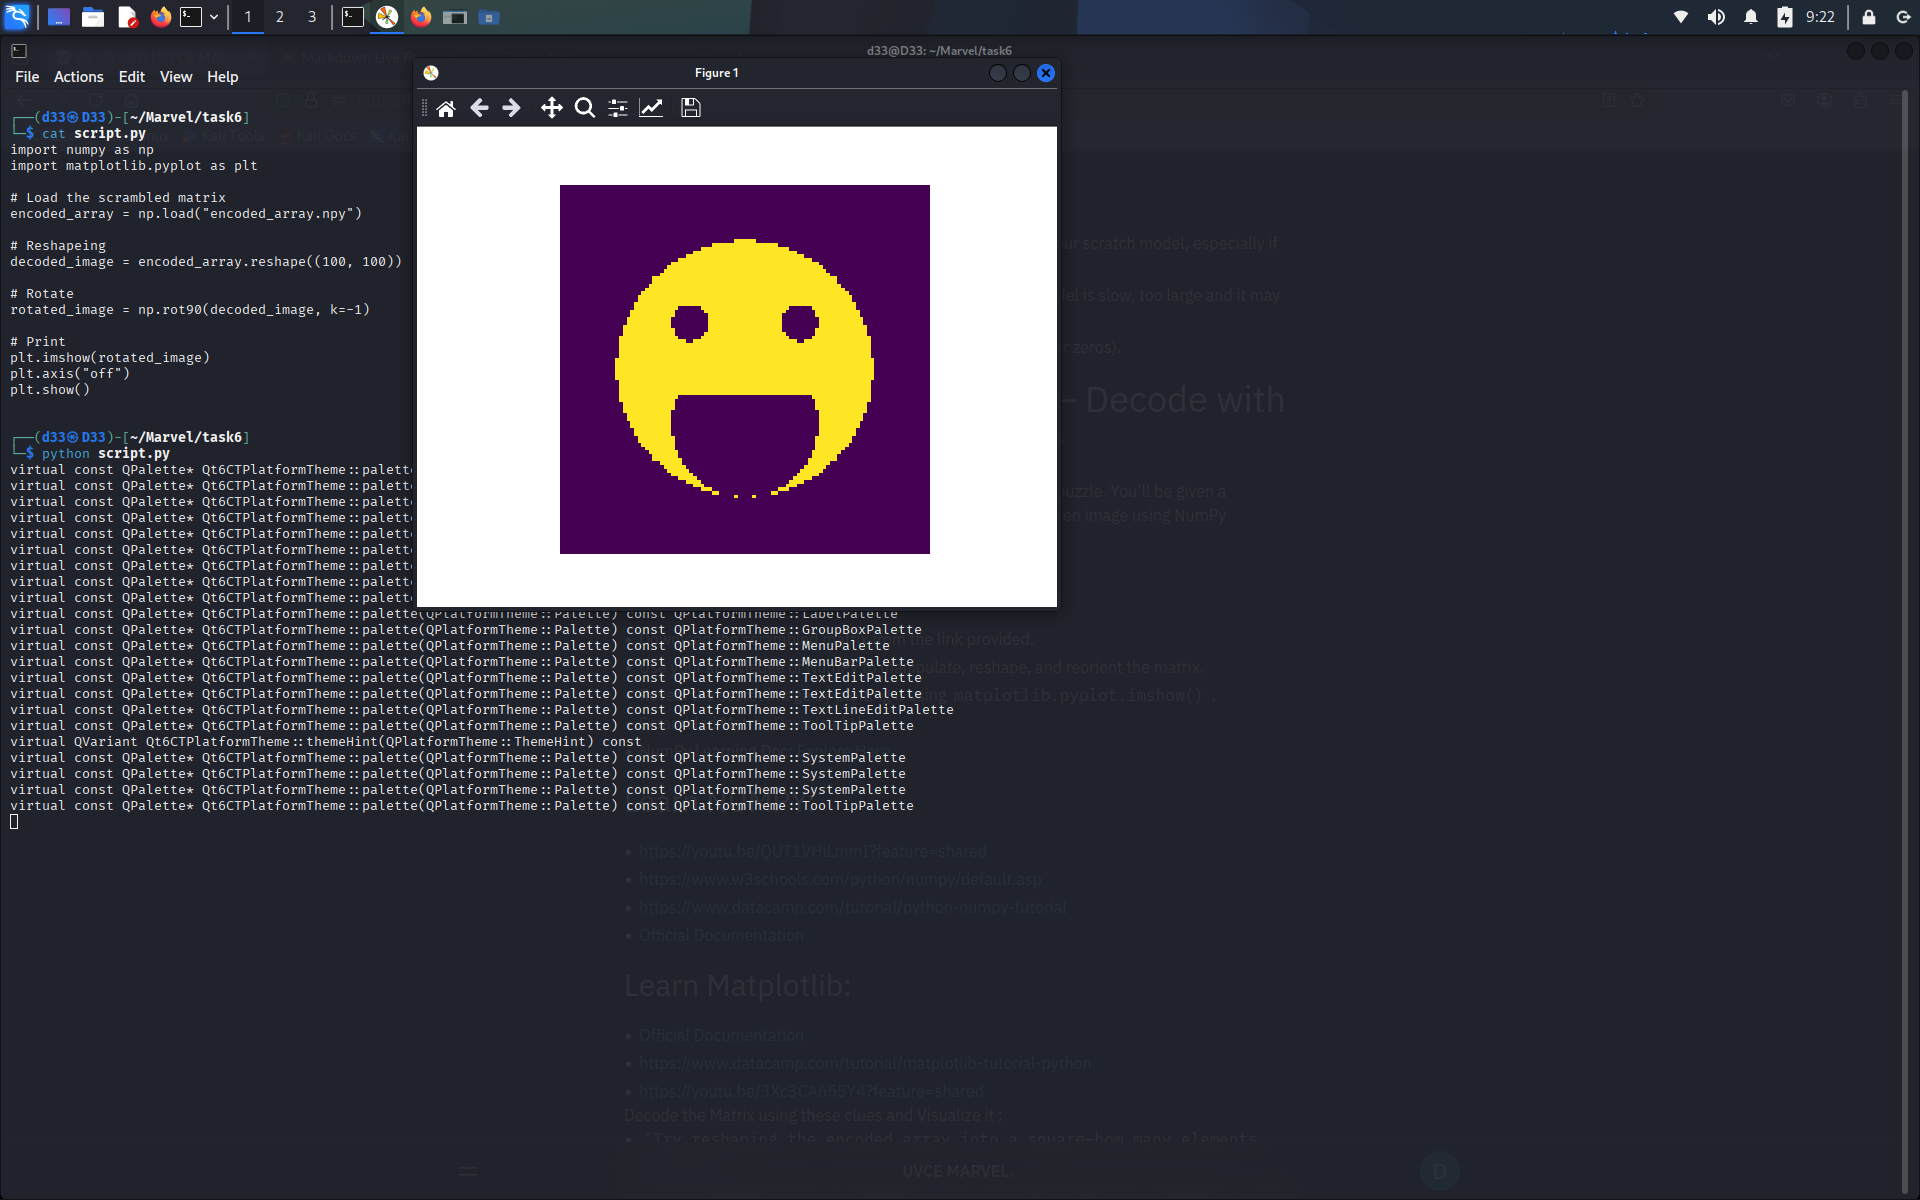 1 2 3
9:22
d33@D33: ~/Marvel/task6
File Actions Edit View Help
Figure 1
┌──(d33㉿D33)-[~/Marvel/task6]
└─$ cat script.py
import numpy as np
import matplotlib.pyplot as plt
# Load the scrambled matrix
encoded_array = np.load("encoded_array.npy")
# Reshapeing
decoded_image = encoded_array.reshape((100, 100))
# Rotate
rotated_image = np.rot90(decoded_image, k=-1)
# Print
plt.imshow(rotated_image)
plt.axis("off")
plt.show()
┌──(d33㉿D33)-[~/Marvel/task6]
└─$ python script.py
virtual const QPalette* Qt6CTPlatformTheme::palett
virtual const QPalette* Qt6CTPlatformTheme::palett
virtual const QPalette* Qt6CTPlatformTheme::palett
virtual const QPalette* Qt6CTPlatformTheme::palett
virtual const QPalette* Qt6CTPlatformTheme::palett
virtual const QPalette* Qt6CTPlatformTheme::palett
virtual const QPalette* Qt6CTPlatformTheme::palett
virtual const QPalette* Qt6CTPlatformTheme::palett
virtual const QPalette* Qt6CTPlatformTheme::palett
virtual const QPalette* Qt6CTPlatformTheme::palette(QPlatformTheme::Palette) const QPlatformTheme::LabelPalette
virtual const QPalette* Qt6CTPlatformTheme::palette(QPlatformTheme::Palette) const QPlatformTheme::GroupBoxPalette
virtual const QPalette* Qt6CTPlatformTheme::palette(QPlatformTheme::Palette) const QPlatformTheme::MenuPalette
virtual const QPalette* Qt6CTPlatformTheme::palette(QPlatformTheme::Palette) const QPlatformTheme::MenuBarPalette
virtual const QPalette* Qt6CTPlatformTheme::palette(QPlatformTheme::Palette) const QPlatformTheme::TextEditPalette
virtual const QPalette* Qt6CTPlatformTheme::palette(QPlatformTheme::Palette) const QPlatformTheme::TextEditPalette
virtual const QPalette* Qt6CTPlatformTheme::palette(QPlatformTheme::Palette) const QPlatformTheme::TextLineEditPalette
virtual const QPalette* Qt6CTPlatformTheme::palette(QPlatformTheme::Palette) const QPlatformTheme::ToolTipPalette
virtual QVariant Qt6CTPlatformTheme::themeHint(QPlatformTheme::ThemeHint) const
virtual const QPalette* Qt6CTPlatformTheme::palette(QPlatformTheme::Palette) const QPlatformTheme::SystemPalette
virtual const QPalette* Qt6CTPlatformTheme::palette(QPlatformTheme::Palette) const QPlatformTheme::SystemPalette
virtual const QPalette* Qt6CTPlatformTheme::palette(QPlatformTheme::Palette) const QPlatformTheme::SystemPalette
virtual const QPalette* Qt6CTPlatformTheme::palette(QPlatformTheme::Palette) const QPlatformTheme::ToolTipPalette
ur scratch model, especially if
el is slow, too large and it may
r zeros).
- Decode with
uzzle. You'll be given a
en image using NumPy
the link provided.
ulate, reshape, and reorient the matrix.
ng matplotlib.pyplot.imshow() .
• https://www.w3schools.com/python/numpy/default.asp
• https://www.datacamp.com/tutorial/python-numpy-tutorial
• Official Documentation
Learn Matplotlib:
• Official Documentation
• https://www.datacamp.com/tutorial/matplotlib-tutorial-python
• https://youtu.be/3Xc3CA655Y4?feature=shared
Decode the Matrix using these clues and Visualize it :
• "Try reshaping the encoded array into a square—how many elements
UVCE MARVEL.
D